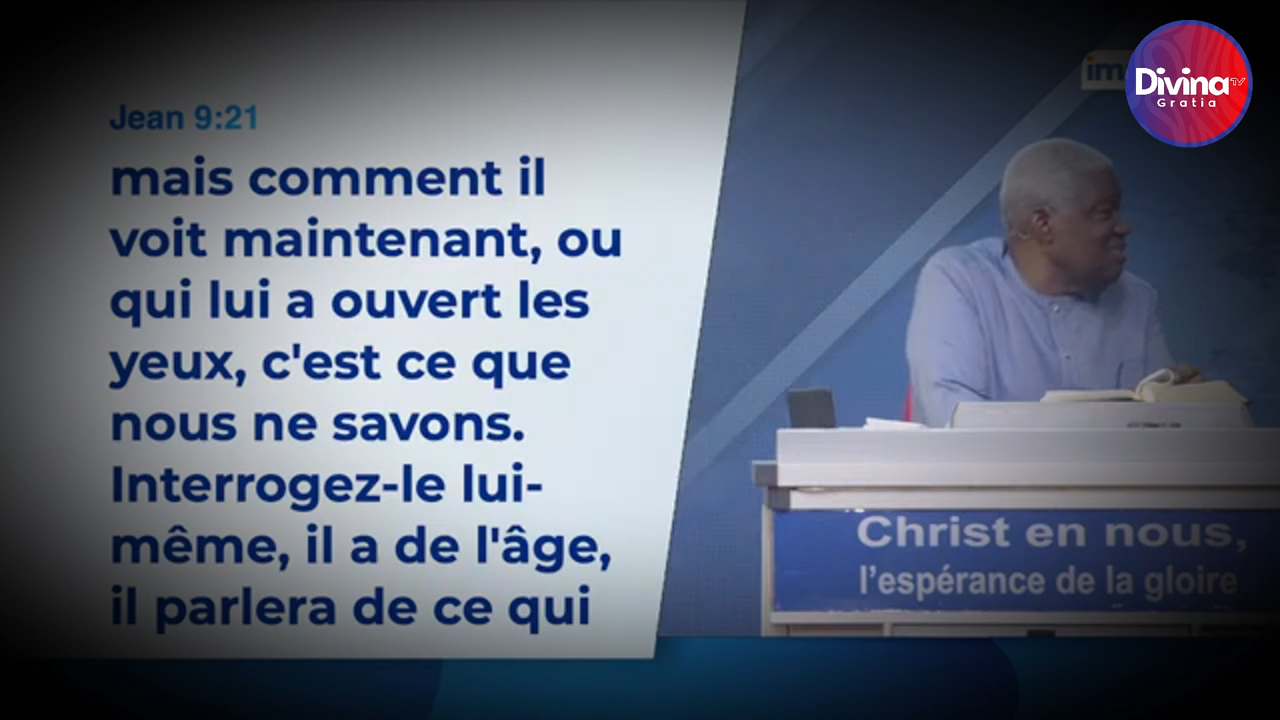 Jean 9:21
mais comment il
voit maintenant, ou
qui lui a ouvert les
yeux, c'est ce que
nous ne savons.
Interrogez-le lui-
même, il a de l'âge,
il parlera de ce qui
im
Divina TV
Gratia
Christ en nous,
l'espérance de la gloire